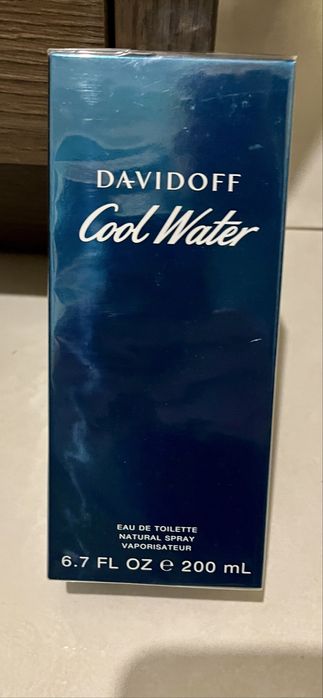 DAVIDOFF
Cool Water
EAU DE TOILETTE
NATURAL SPRAY
VAPORISATEUR
6.7 FL OZ ℮ 200 mL